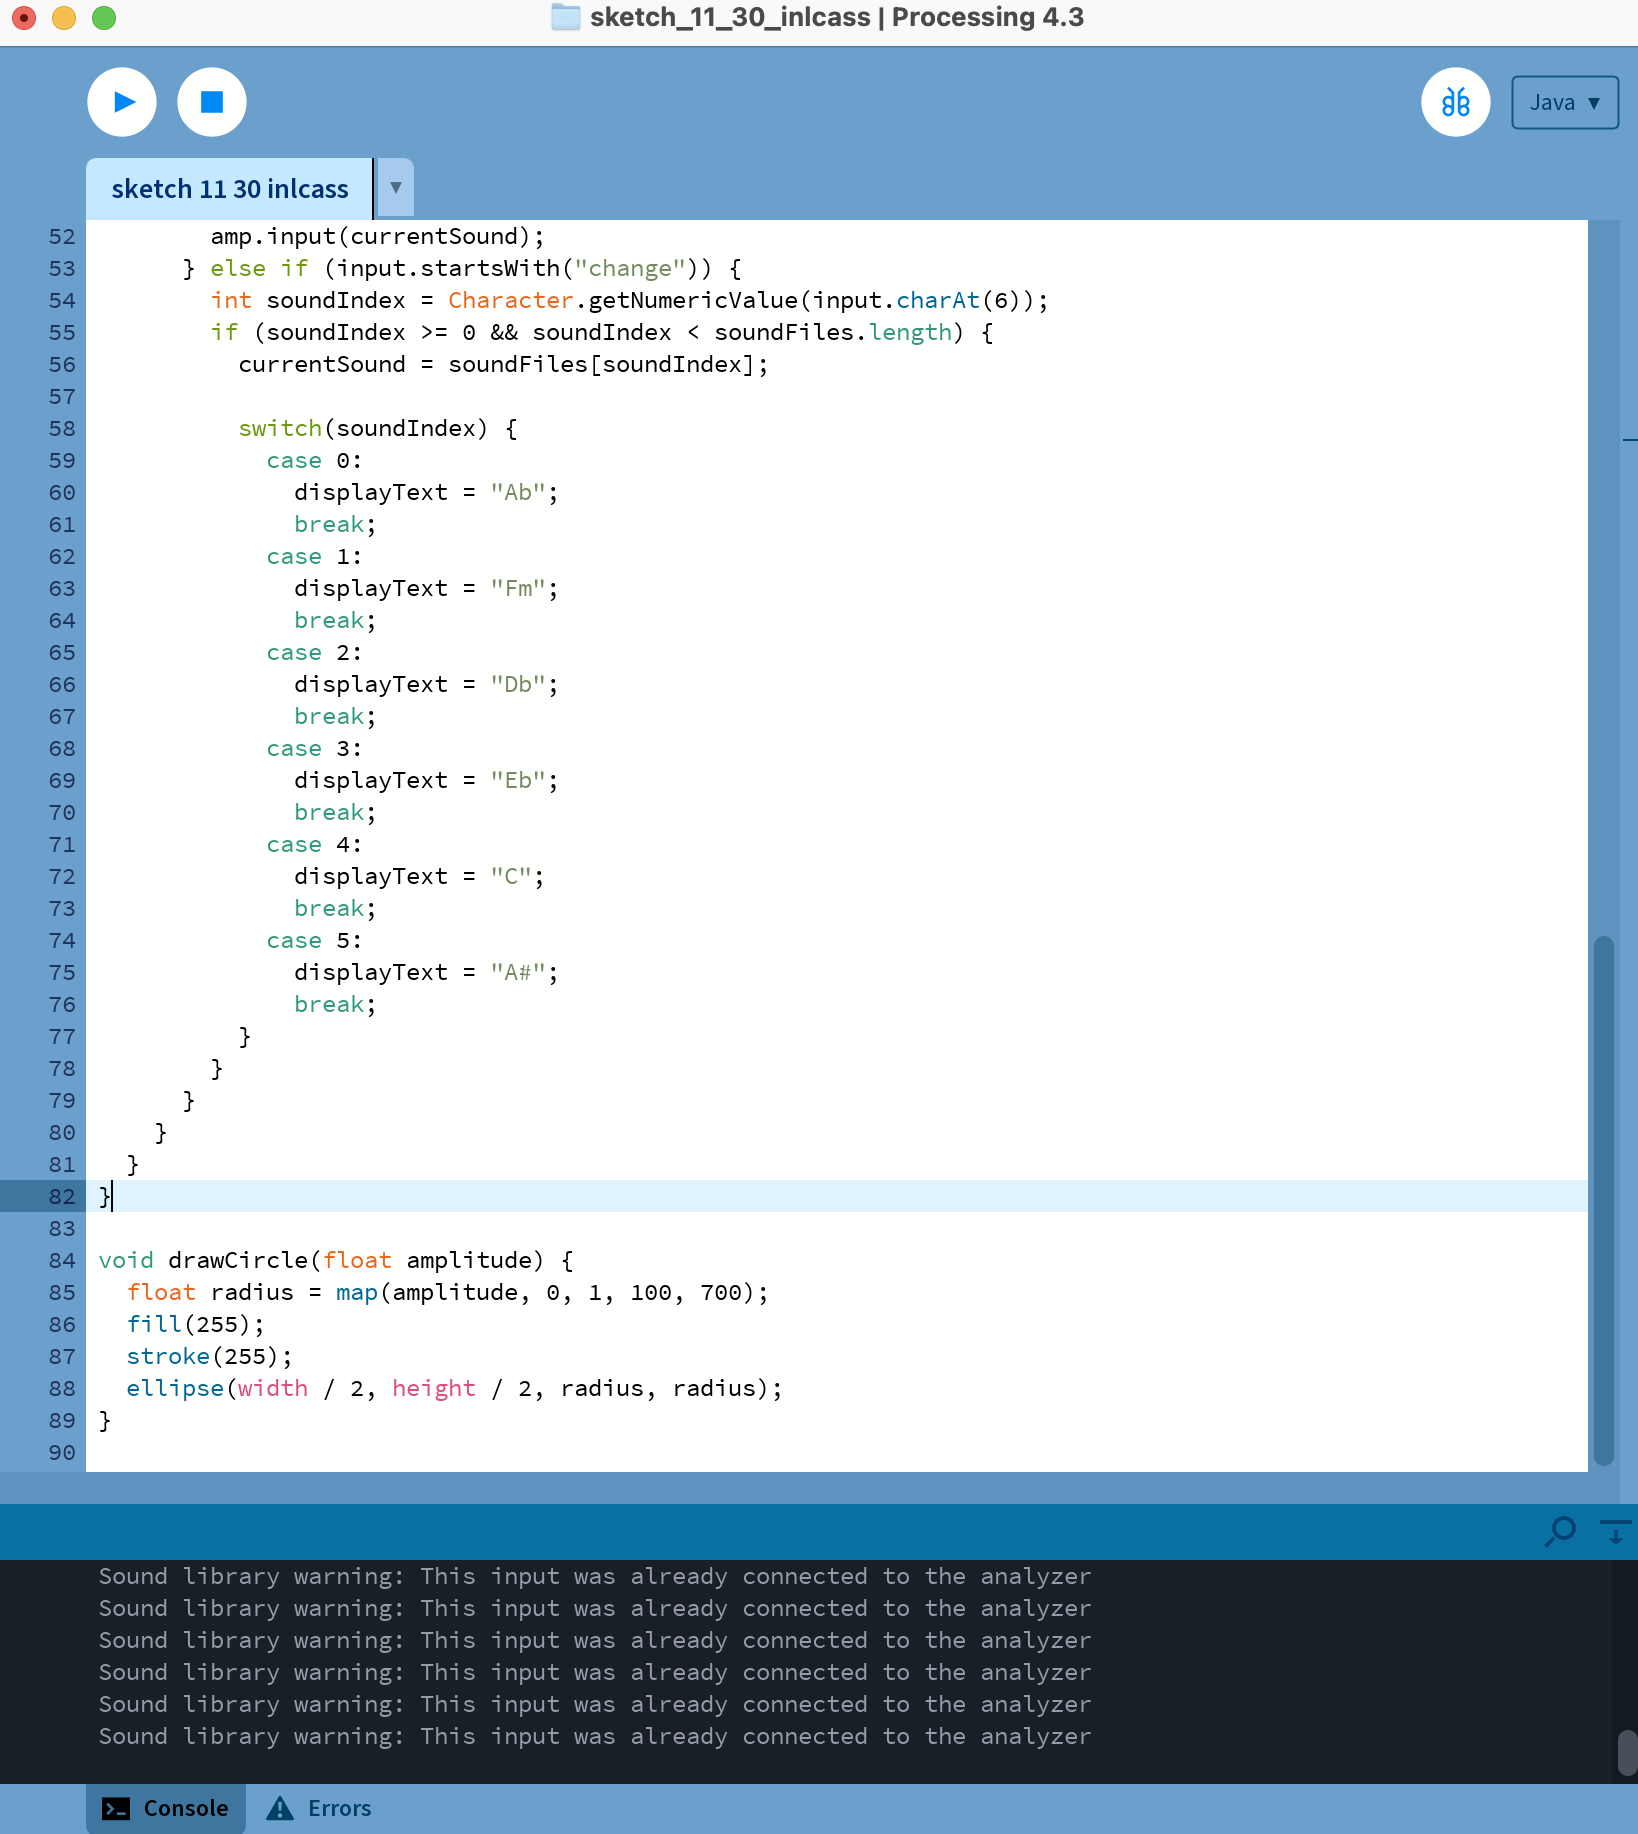 sketch_11_30_inlcass | Processing 4.3
Java ▼
sketch 11 30 inlcass ▼
52 amp.input(currentSound);
53 } else if (input.startsWith("change")) {
54 int soundIndex = Character.getNumericValue(input.charAt(6));
55 if (soundIndex >= 0 && soundIndex < soundFiles.length) {
56 currentSound = soundFiles[soundIndex];
57
58 switch(soundIndex) {
59 case 0:
60 displayText = "Ab";
61 break;
62 case 1:
63 displayText = "Fm";
64 break;
65 case 2:
66 displayText = "Db";
67 break;
68 case 3:
69 displayText = "Eb";
70 break;
71 case 4:
72 displayText = "C";
73 break;
74 case 5:
75 displayText = "A#";
76 break;
77 }
78 }
79 }
80 }
81 }
82 }
83
84 void drawCircle(float amplitude) {
85 float radius = map(amplitude, 0, 1, 100, 700);
86 fill(255);
87 stroke(255);
88 ellipse(width / 2, height / 2, radius, radius);
89 }
90
Sound library warning: This input was already connected to the analyzer
Sound library warning: This input was already connected to the analyzer
Sound library warning: This input was already connected to the analyzer
Sound library warning: This input was already connected to the analyzer
Sound library warning: This input was already connected to the analyzer
Sound library warning: This input was already connected to the analyzer
Console Errors